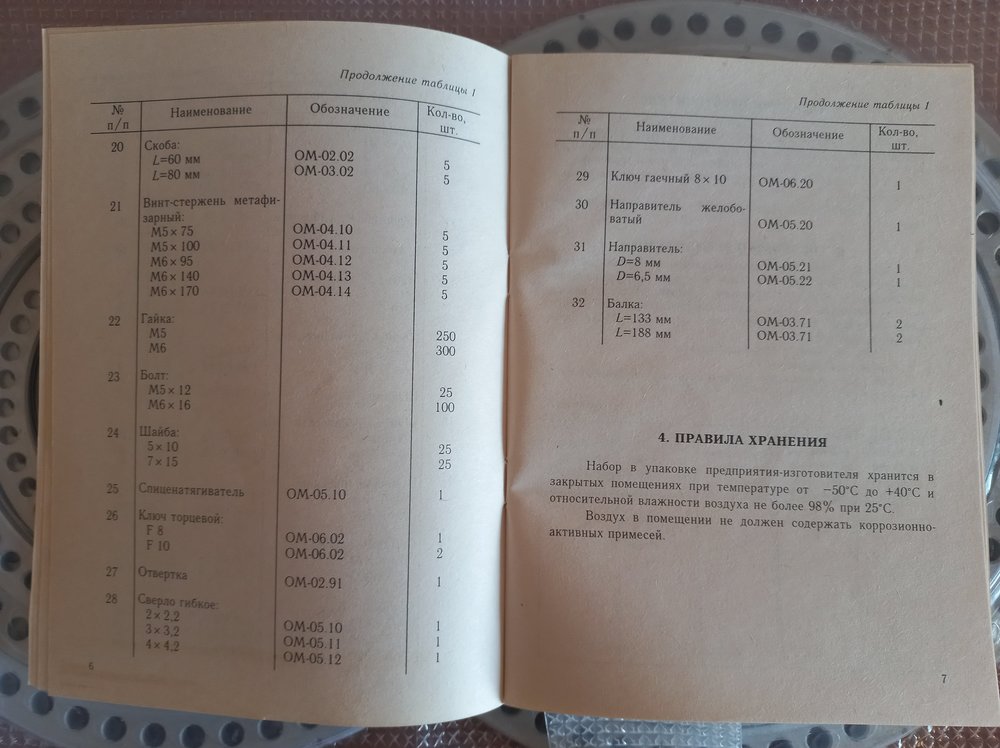 Продолжение таблицы 1
№ п/п Наименование Обозначение Кол-во, шт.
20 Скоба:
L=60 мм ОМ-02.02 5
L=80 мм ОМ-03.02 5
21 Винт-стержень метафи-
зарный:
М5×75 ОМ-04.10 5
М5×100 ОМ-04.11 5
М6×95 ОМ-04.12 5
М6×140 ОМ-04.13 5
М6×170 ОМ-04.14 5
22 Гайка:
М5 250
М6 300
23 Болт:
М5×12 25
М6×16 100
24 Шайба:
5×10 25
7×15 25
25 Спиценатягиватель ОМ-05.10 1
26 Ключ торцевой:
F 8 ОМ-06.02 1
F 10 ОМ-06.02 2
27 Отвертка ОМ-02.91 1
28 Сверло гибкое:
2×2,2 ОМ-05.10 1
3×3,2 ОМ-05.11 1
4×4,2 ОМ-05.12 1
6
Продолжение таблицы 1
№ п/п Наименование Обозначение Кол-во, шт.
29 Ключ гаечный 8×10 ОМ-06.20 1
30 Направитель желобо-
ватый ОМ-05.20 1
31 Направитель:
D=8 мм ОМ-05.21 1
D=6,5 мм ОМ-05.22 1
32 Балка:
L=133 мм ОМ-03.71 2
L=188 мм ОМ-03.71 2
4. ПРАВИЛА ХРАНЕНИЯ
Набор в упаковке предприятия-изготовителя хранится в
закрытых помещениях при температуре от −50°С до +40°С и
относительной влажности воздуха не более 98% при 25°С.
Воздух в помещении не должен содержать коррозионно-
активных примесей.
7